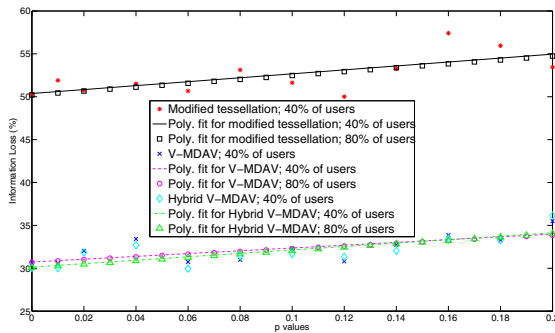 60
55
50
45
40
35
30
25
Information Loss (%)
Modified tessellation; 40% of users
Poly. fit for modified tessellation; 40% of users
Poly. fit for modified tessellation; 80% of users
V−MDAV; 40% of users
Poly. fit for V−MDAV; 40% of users
Poly. fit for V−MDAV; 80% of users
Hybrid V−MDAV; 40% of users
Poly. fit for Hybrid V−MDAV; 40% of users
Poly. fit for Hybrid V−MDAV; 80% of users
0 0.02 0.04 0.06 0.08 0.1 0.12 0.14 0.16 0.18 0.2
p values